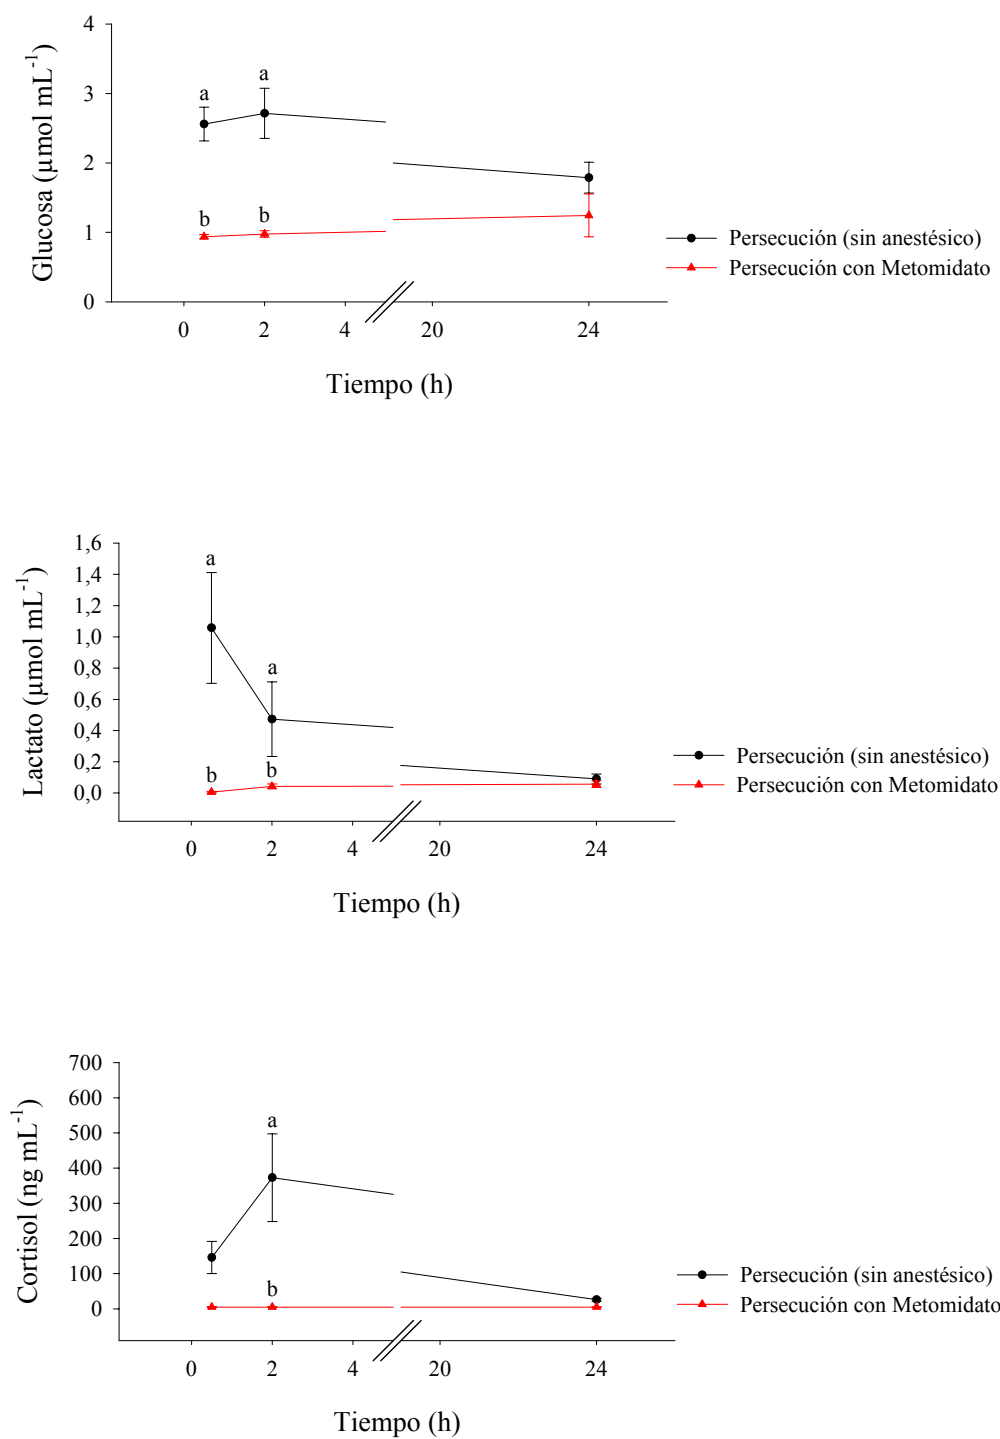 4
3
2
1
0
Glucosa (µmol mL⁻¹)
a
a
b
b
0 2 4 20 24
Tiempo (h)
Persecución (sin anestésico)
Persecución con Metomidato
1,6
1,4
1,2
1,0
0,8
0,6
0,4
0,2
0,0
Lactato (µmol mL⁻¹)
a
a
b
b
0 2 4 20 24
Tiempo (h)
Persecución (sin anestésico)
Persecución con Metomidato
700
600
500
400
300
200
100
0
Cortisol (ng mL⁻¹)
a
b
0 2 4 20 24
Tiempo (h)
Persecución (sin anestésico)
Persecución con Metomidato